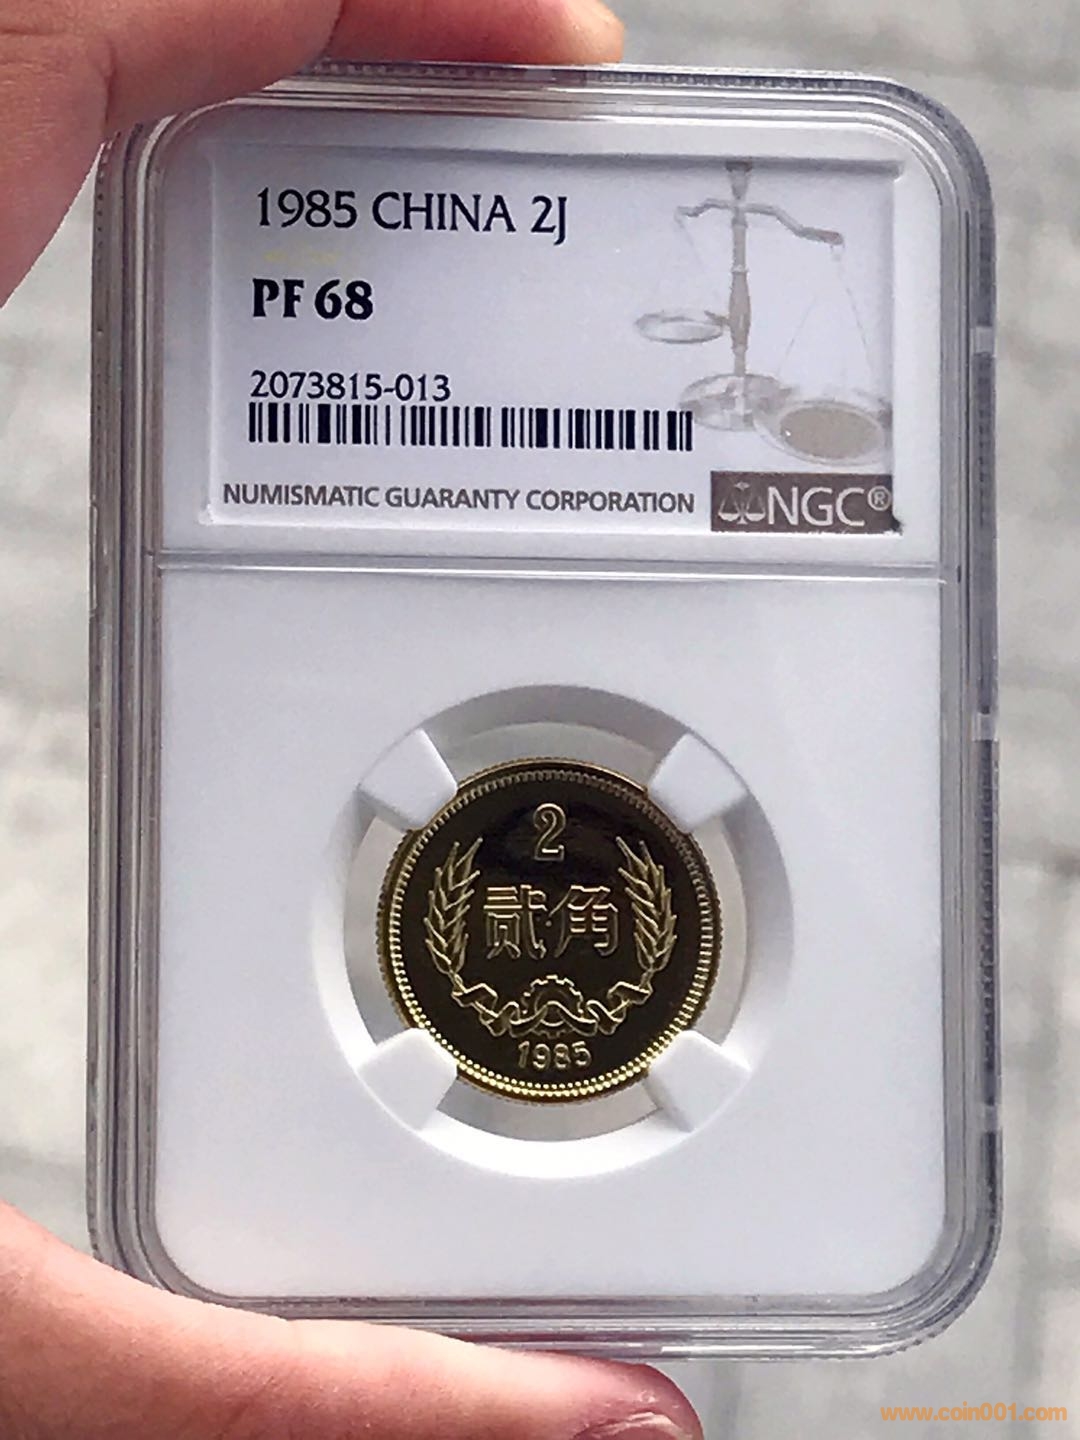 1985 CHINA 2J
PF 68
2073815-013
NUMISMATIC GUARANTY CORPORATION
NGC®
2
贰角
1985
www.coin001.com